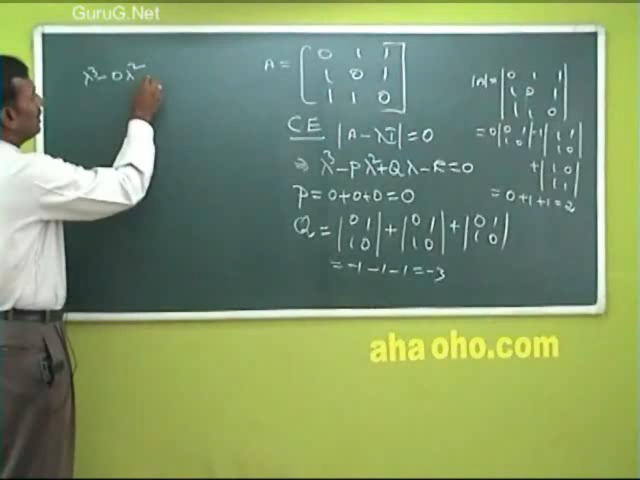 GuruG.Net
λ³ - 0λ²
A = [0 1 1
1 0 1
1 1 0]
CE |A - λI| = 0
⇒ λ³ - Pλ² + Qλ - R = 0
P = 0 + 0 + 0 = 0
Q = |0 1 + |0 1 + |0 1
1 0| 1 0| 1 0|
= -1 -1 -1 = -3
|A| = |0 1 1
1 0 1
1 1 0|
= 0 |0 1 - 1 |1 1
1 0| 1 0|
+ |1 0
1 1|
= 0 + 1 + 1 = 2
aha oho.com